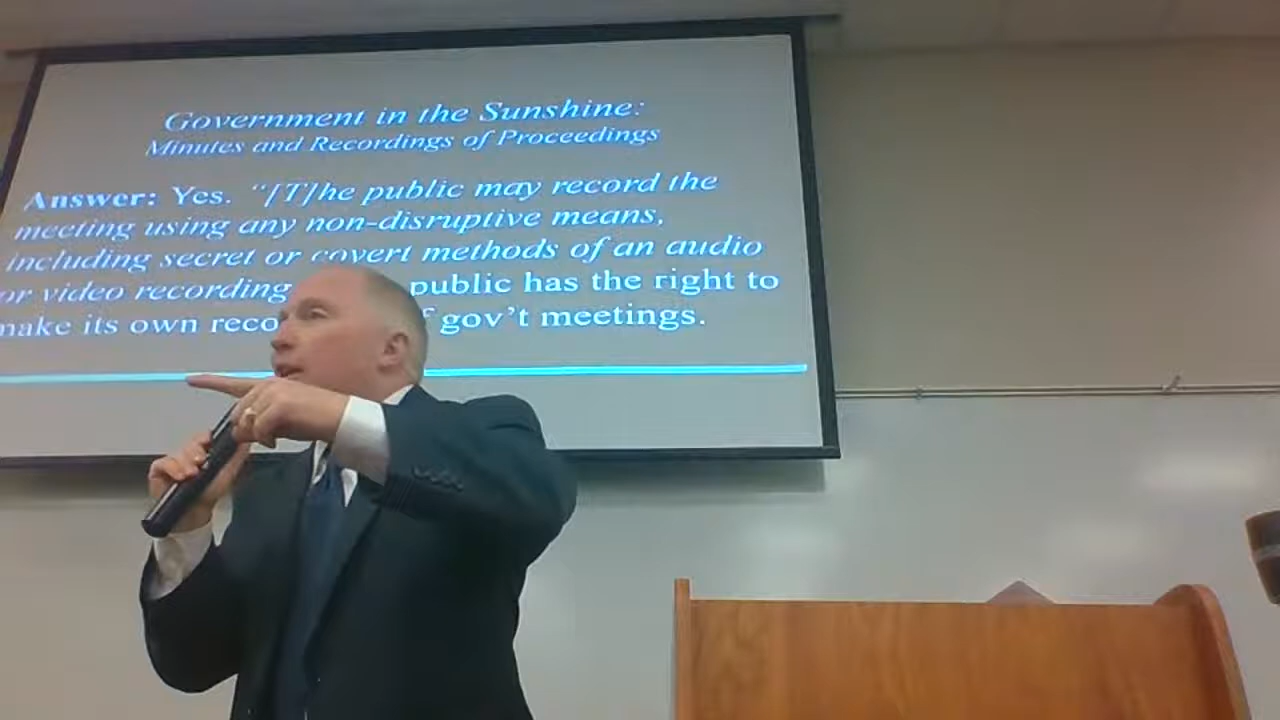 Government in the Sunshine:
Minutes and Recordings of Proceedings
Answer: Yes. "[T]he public may record the
meeting using any non-disruptive means,
including secret or covert methods of an audio
or video recording public has the right to
make its own reco f gov't meetings.